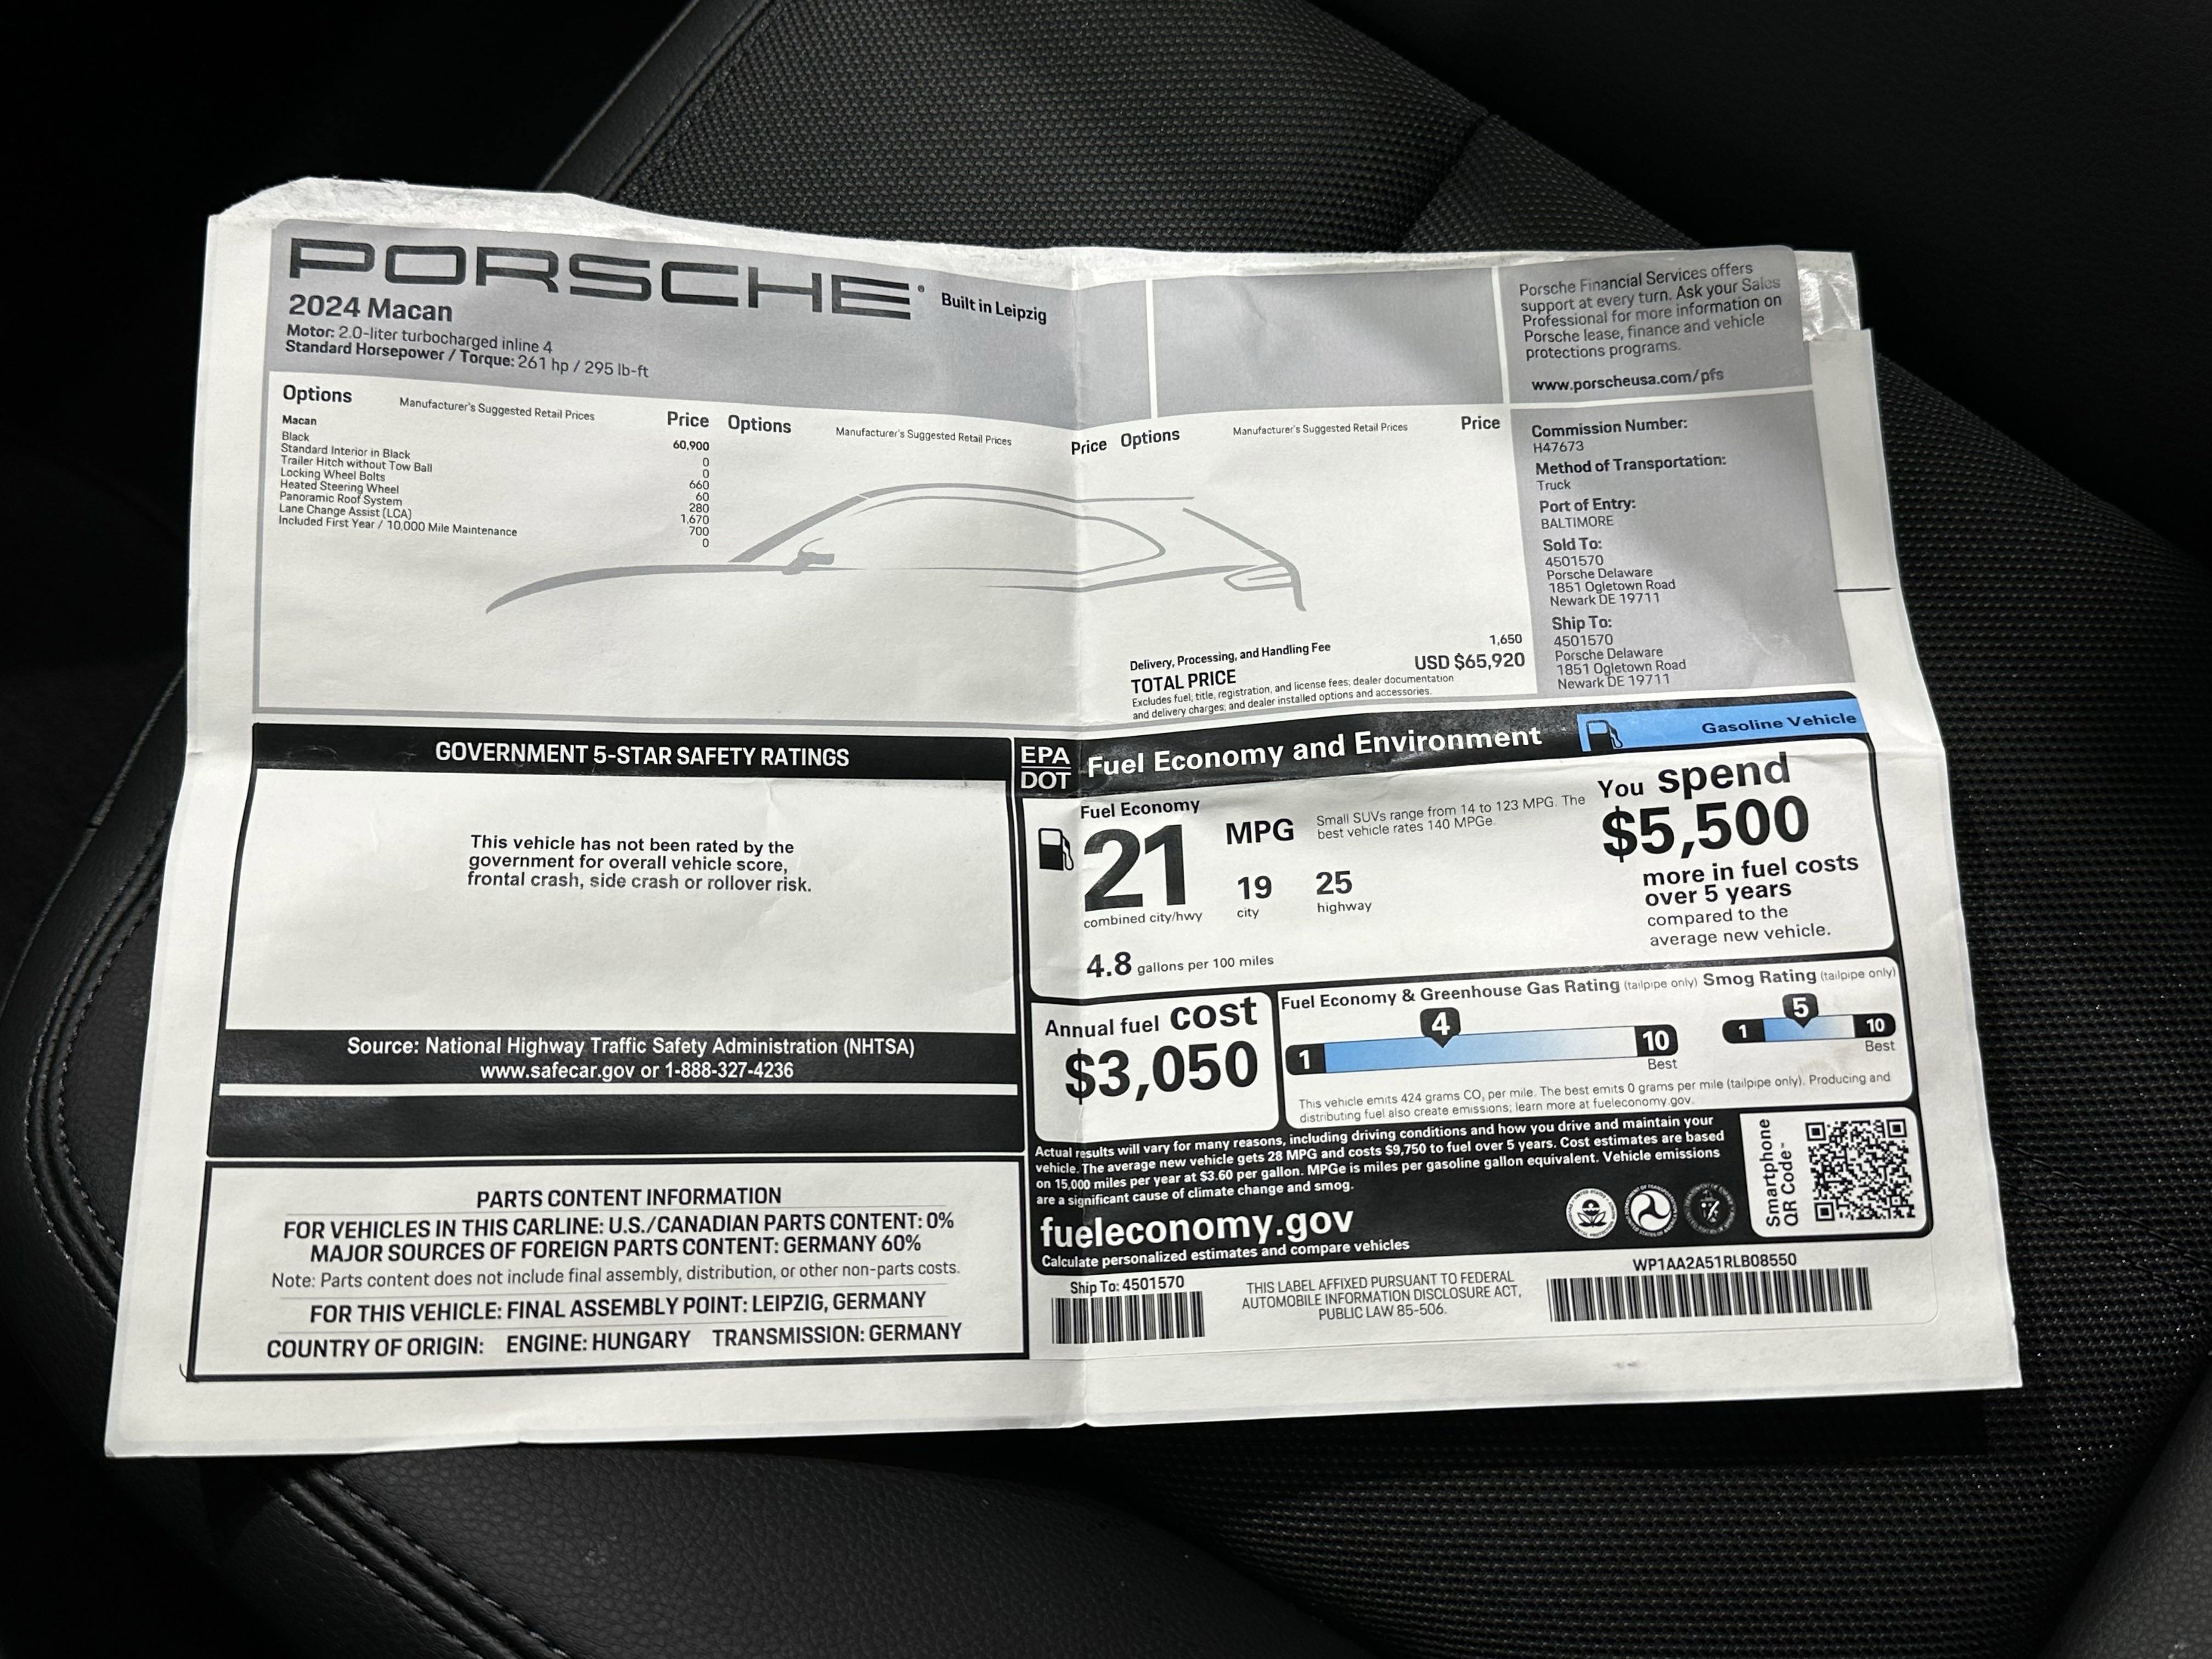 PORSCHE®
Built in Leipzig
2024 Macan
Motor: 2.0-liter turbocharged inline 4
Standard Horsepower / Torque: 261 hp / 295 lb-ft
Porsche Financial Services offers
support at every turn. Ask your Sales
Professional for more information on
Porsche lease, finance and vehicle
protections programs.
www.porscheusa.com/pfs
Options Manufacturer's Suggested Retail Prices Price
Macan 60,900
Black 0
Standard Interior in Black 0
Trailer Hitch without Tow Ball 660
Locking Wheel Bolts 60
Heated Steering Wheel 280
Panoramic Roof System 1,670
Lane Change Assist (LCA) 700
Included First Year / 10,000 Mile Maintenance 0
Options Manufacturer's Suggested Retail Prices Price
Options Manufacturer's Suggested Retail Prices Price
Delivery, Processing, and Handling Fee 1,650
TOTAL PRICE USD $65,920
Excludes fuel, title, registration, and license fees; dealer documentation
and delivery charges; and dealer installed options and accessories.
Commission Number:
H47673
Method of Transportation:
Truck
Port of Entry:
BALTIMORE
Sold To:
4501570
Porsche Delaware
1851 Ogletown Road
Newark DE 19711
Ship To:
4501570
Porsche Delaware
1851 Ogletown Road
Newark DE 19711
GOVERNMENT 5-STAR SAFETY RATINGS
This vehicle has not been rated by the
government for overall vehicle score,
frontal crash, side crash or rollover risk.
Source: National Highway Traffic Safety Administration (NHTSA)
www.safecar.gov or 1-888-327-4236
PARTS CONTENT INFORMATION
FOR VEHICLES IN THIS CARLINE: U.S./CANADIAN PARTS CONTENT: 0%
MAJOR SOURCES OF FOREIGN PARTS CONTENT: GERMANY 60%
Note: Parts content does not include final assembly, distribution, or other non-parts costs.
FOR THIS VEHICLE: FINAL ASSEMBLY POINT: LEIPZIG, GERMANY
COUNTRY OF ORIGIN: ENGINE: HUNGARY TRANSMISSION: GERMANY
EPA
DOT
Fuel Economy and Environment
Gasoline Vehicle
Fuel Economy
21 MPG
combined city/hwy
19
city
25
highway
Small SUVs range from 14 to 123 MPG. The
best vehicle rates 140 MPGe.
4.8 gallons per 100 miles
You spend
$5,500
more in fuel costs
over 5 years
compared to the
average new vehicle.
Annual fuel cost
$3,050
Fuel Economy & Greenhouse Gas Rating (tailpipe only)
4
1
10
Best
Smog Rating (tailpipe only)
5
1
10
Best
This vehicle emits 424 grams CO₂ per mile. The best emits 0 grams per mile (tailpipe only). Producing and
distributing fuel also create emissions; learn more at fueleconomy.gov.
Actual results will vary for many reasons, including driving conditions and how you drive and maintain your
vehicle. The average new vehicle gets 28 MPG and costs $9,750 to fuel over 5 years. Cost estimates are based
on 15,000 miles per year at $3.60 per gallon. MPGe is miles per gasoline gallon equivalent. Vehicle emissions
are a significant cause of climate change and smog.
fueleconomy.gov
Calculate personalized estimates and compare vehicles
Smartphone
QR Code™
Ship To: 4501570
THIS LABEL AFFIXED PURSUANT TO FEDERAL
AUTOMOBILE INFORMATION DISCLOSURE ACT,
PUBLIC LAW 85-506.
WP1AA2A51RLB08550